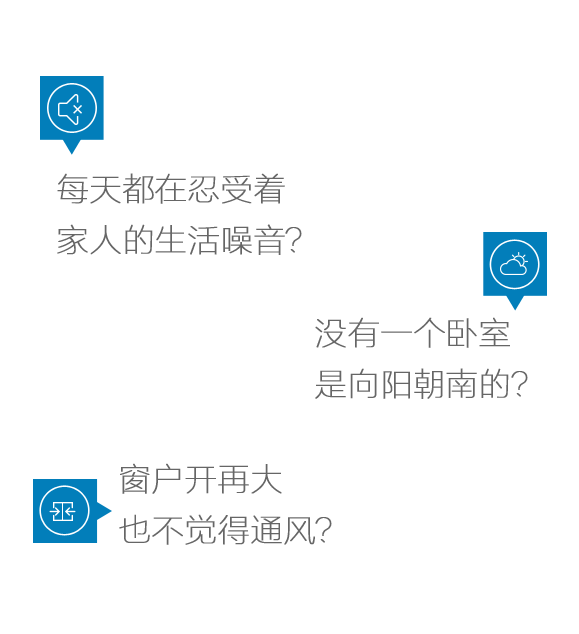 每天都在忍受着
家人的生活噪音?
没有一个卧室
是向阳朝南的?
窗户开再大
也不觉得通风?